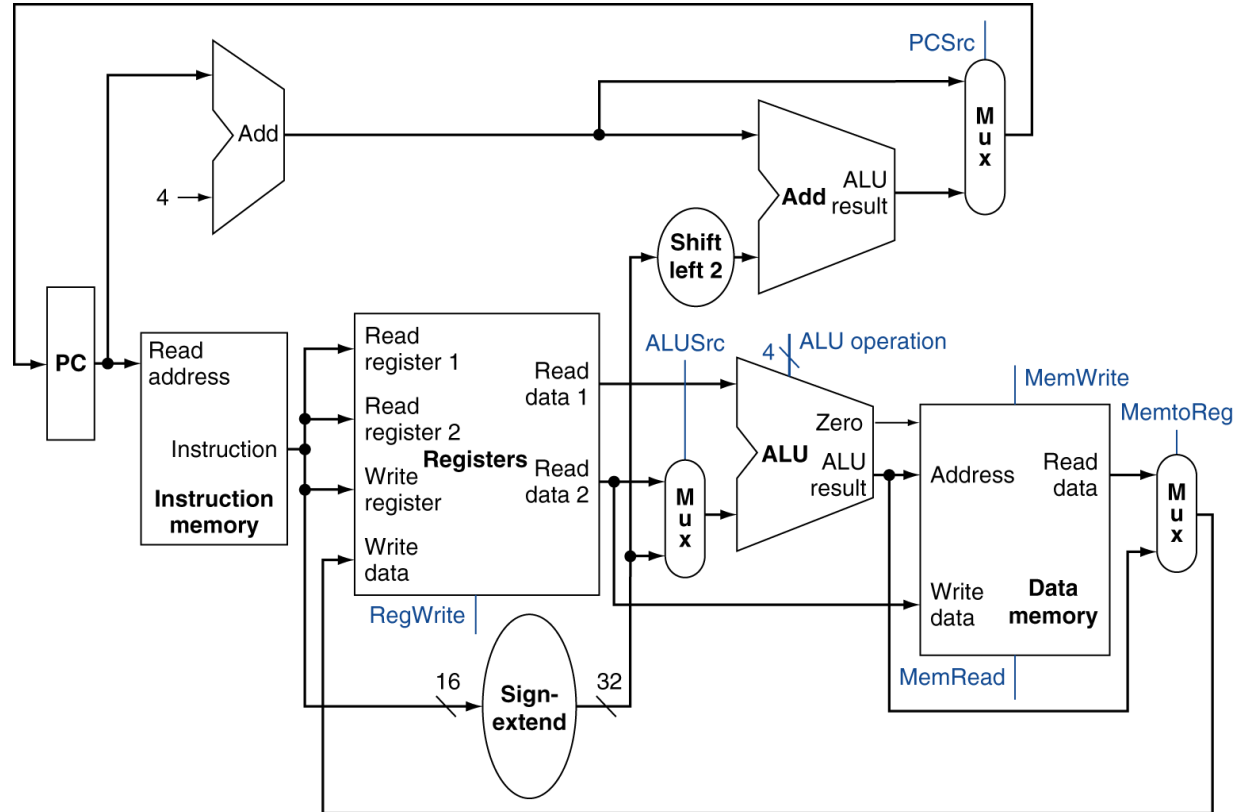 PCSrc
Add
4
M
u
x
Add
ALU
result
Shift
left 2
PC
Read
address
Instruction
Instruction
memory
Read
register 1
Read
register 2
Write
register
Write
data
Registers
Read
data 1
Read
data 2
RegWrite
16
Sign-
extend
32
ALUSrc
M
u
x
4
ALU operation
Zero
ALU
ALU
result
MemWrite
Address
Read
data
Write
data
Data
memory
MemRead
MemtoReg
M
u
x